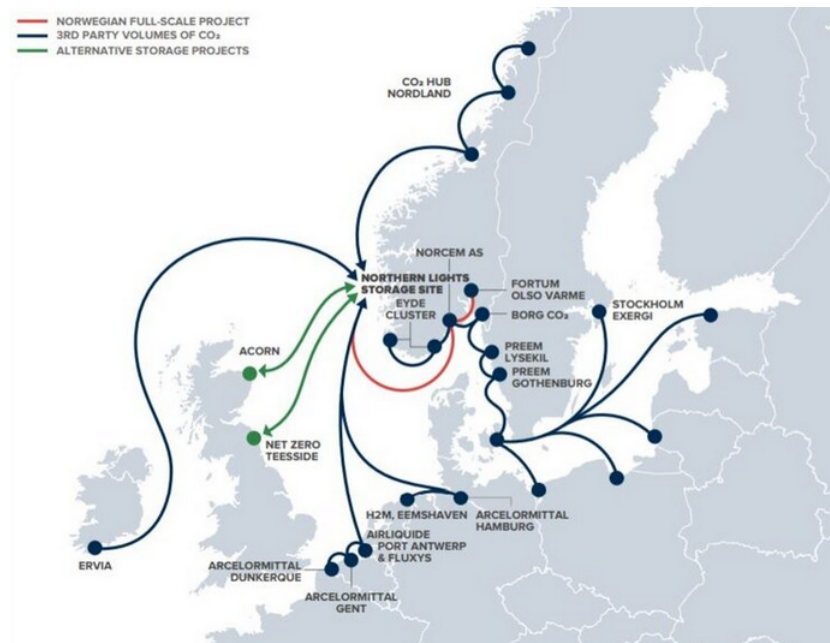 NORWEGIAN FULL-SCALE PROJECT
3RD PARTY VOLUMES OF CO₂
ALTERNATIVE STORAGE PROJECTS
CO₂ HUB
NORDLAND
NORCEM AS
NORTHERN LIGHTS
STORAGE SITE
EYDE
CLUSTER
FORTUM
OLSO VARME
BORG CO₂
STOCKHOLM
EXERGI
PREEM
LYSEKIL
PREEM
GOTHENBURG
ACORN
NET ZERO
TEESSIDE
H2M, EEMSHAVEN
ARCELORMITTAL
HAMBURG
AIRLIQUIDE
PORT ANTWERP
& FLUXYS
ERVIA
ARCELORMITTAL
DUNKERQUE
ARCELORMITTAL
GENT